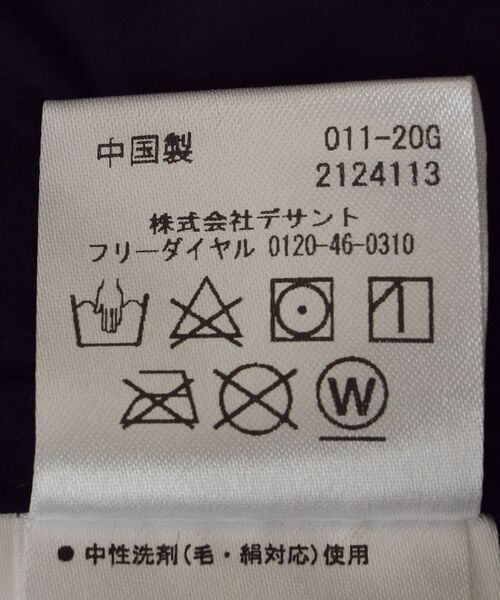 中国製 011-20G
2124113
株式会社デサント
フリーダイヤル 0120-46-0310
W
● 中性洗剤(毛・絹対応)使用